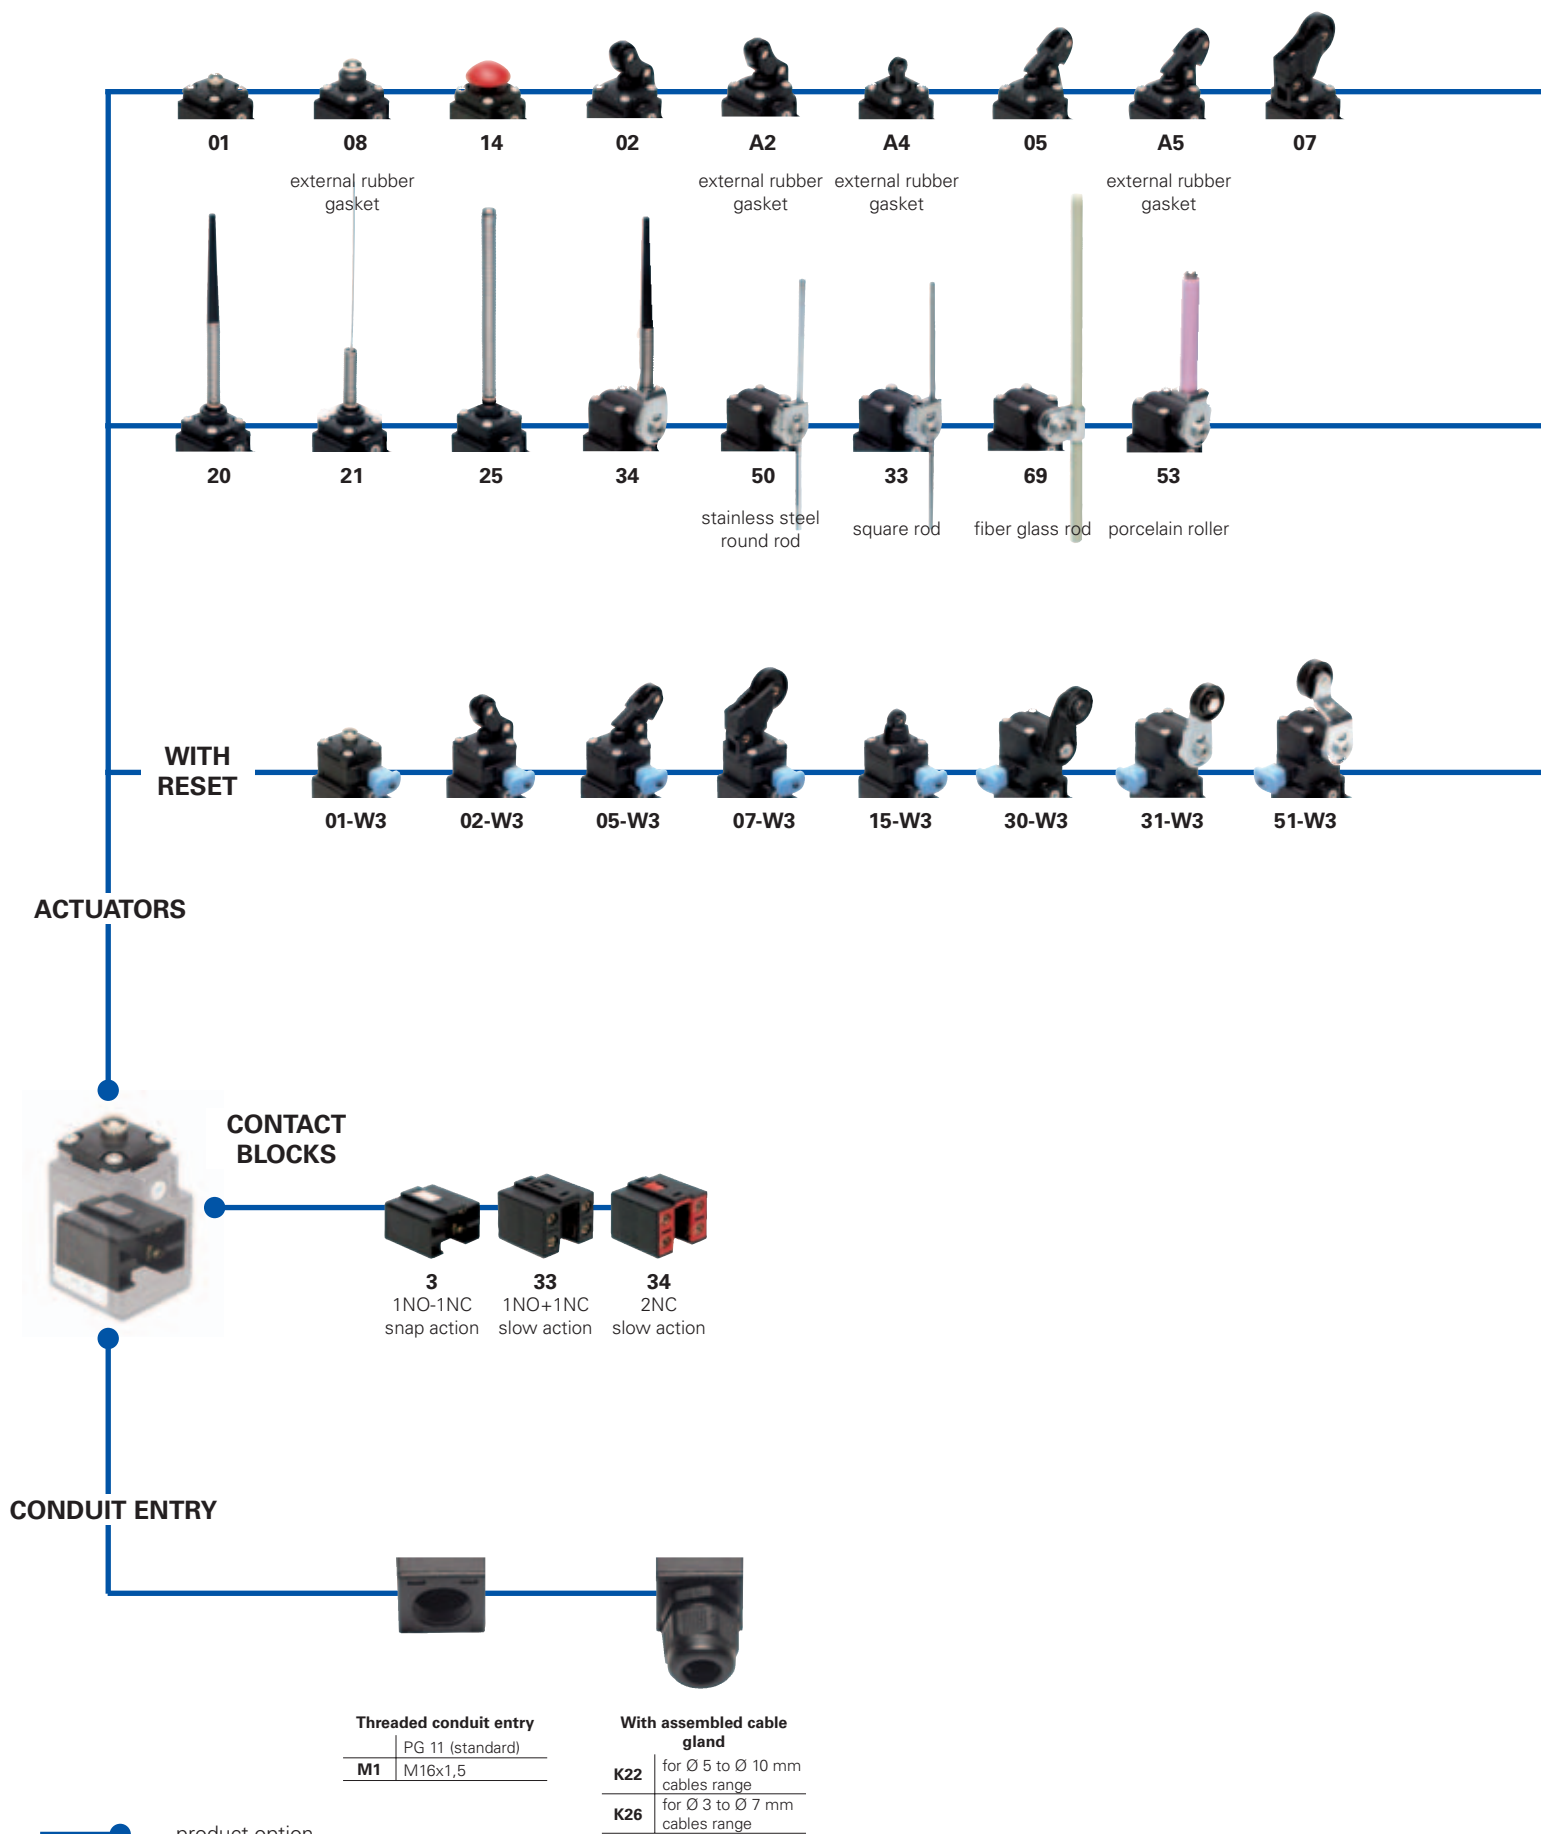 01 08 14 02 A2 A4 05 A5 07
external rubber gasket
external rubber gasket
external rubber gasket
external rubber gasket
20 21 25 34 50 33 69 53
stainless steel
round rod
square rod
fiber glass rod
porcelain roller
WITH
RESET
01-W3 02-W3 05-W3 07-W3 15-W3 30-W3 31-W3 51-W3
ACTUATORS
CONTACT
BLOCKS
3
1NO-1NC
snap action
33
1NO+1NC
slow action
34
2NC
slow action
CONDUIT ENTRY
Threaded conduit entry
PG 11 (standard)
M1 M16x1,5
With assembled cable
gland
K22 for Ø 5 to Ø 10 mm
cables range
K26 for Ø 3 to Ø 7 mm
cables range
product option